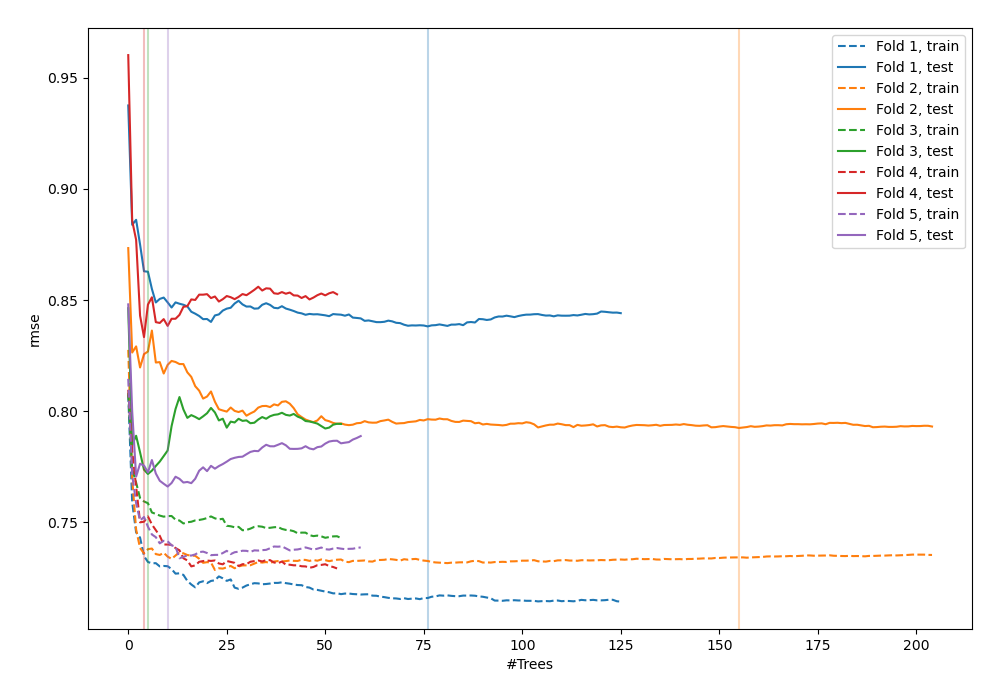 Fold 1, train
Fold 1, test
Fold 2, train
Fold 2, test
Fold 3, train
Fold 3, test
Fold 4, train
Fold 4, test
Fold 5, train
Fold 5, test
rmse
0.95
0.90
0.85
0.80
0.75
0 25 50 75 100 125 150 175 200
#Trees